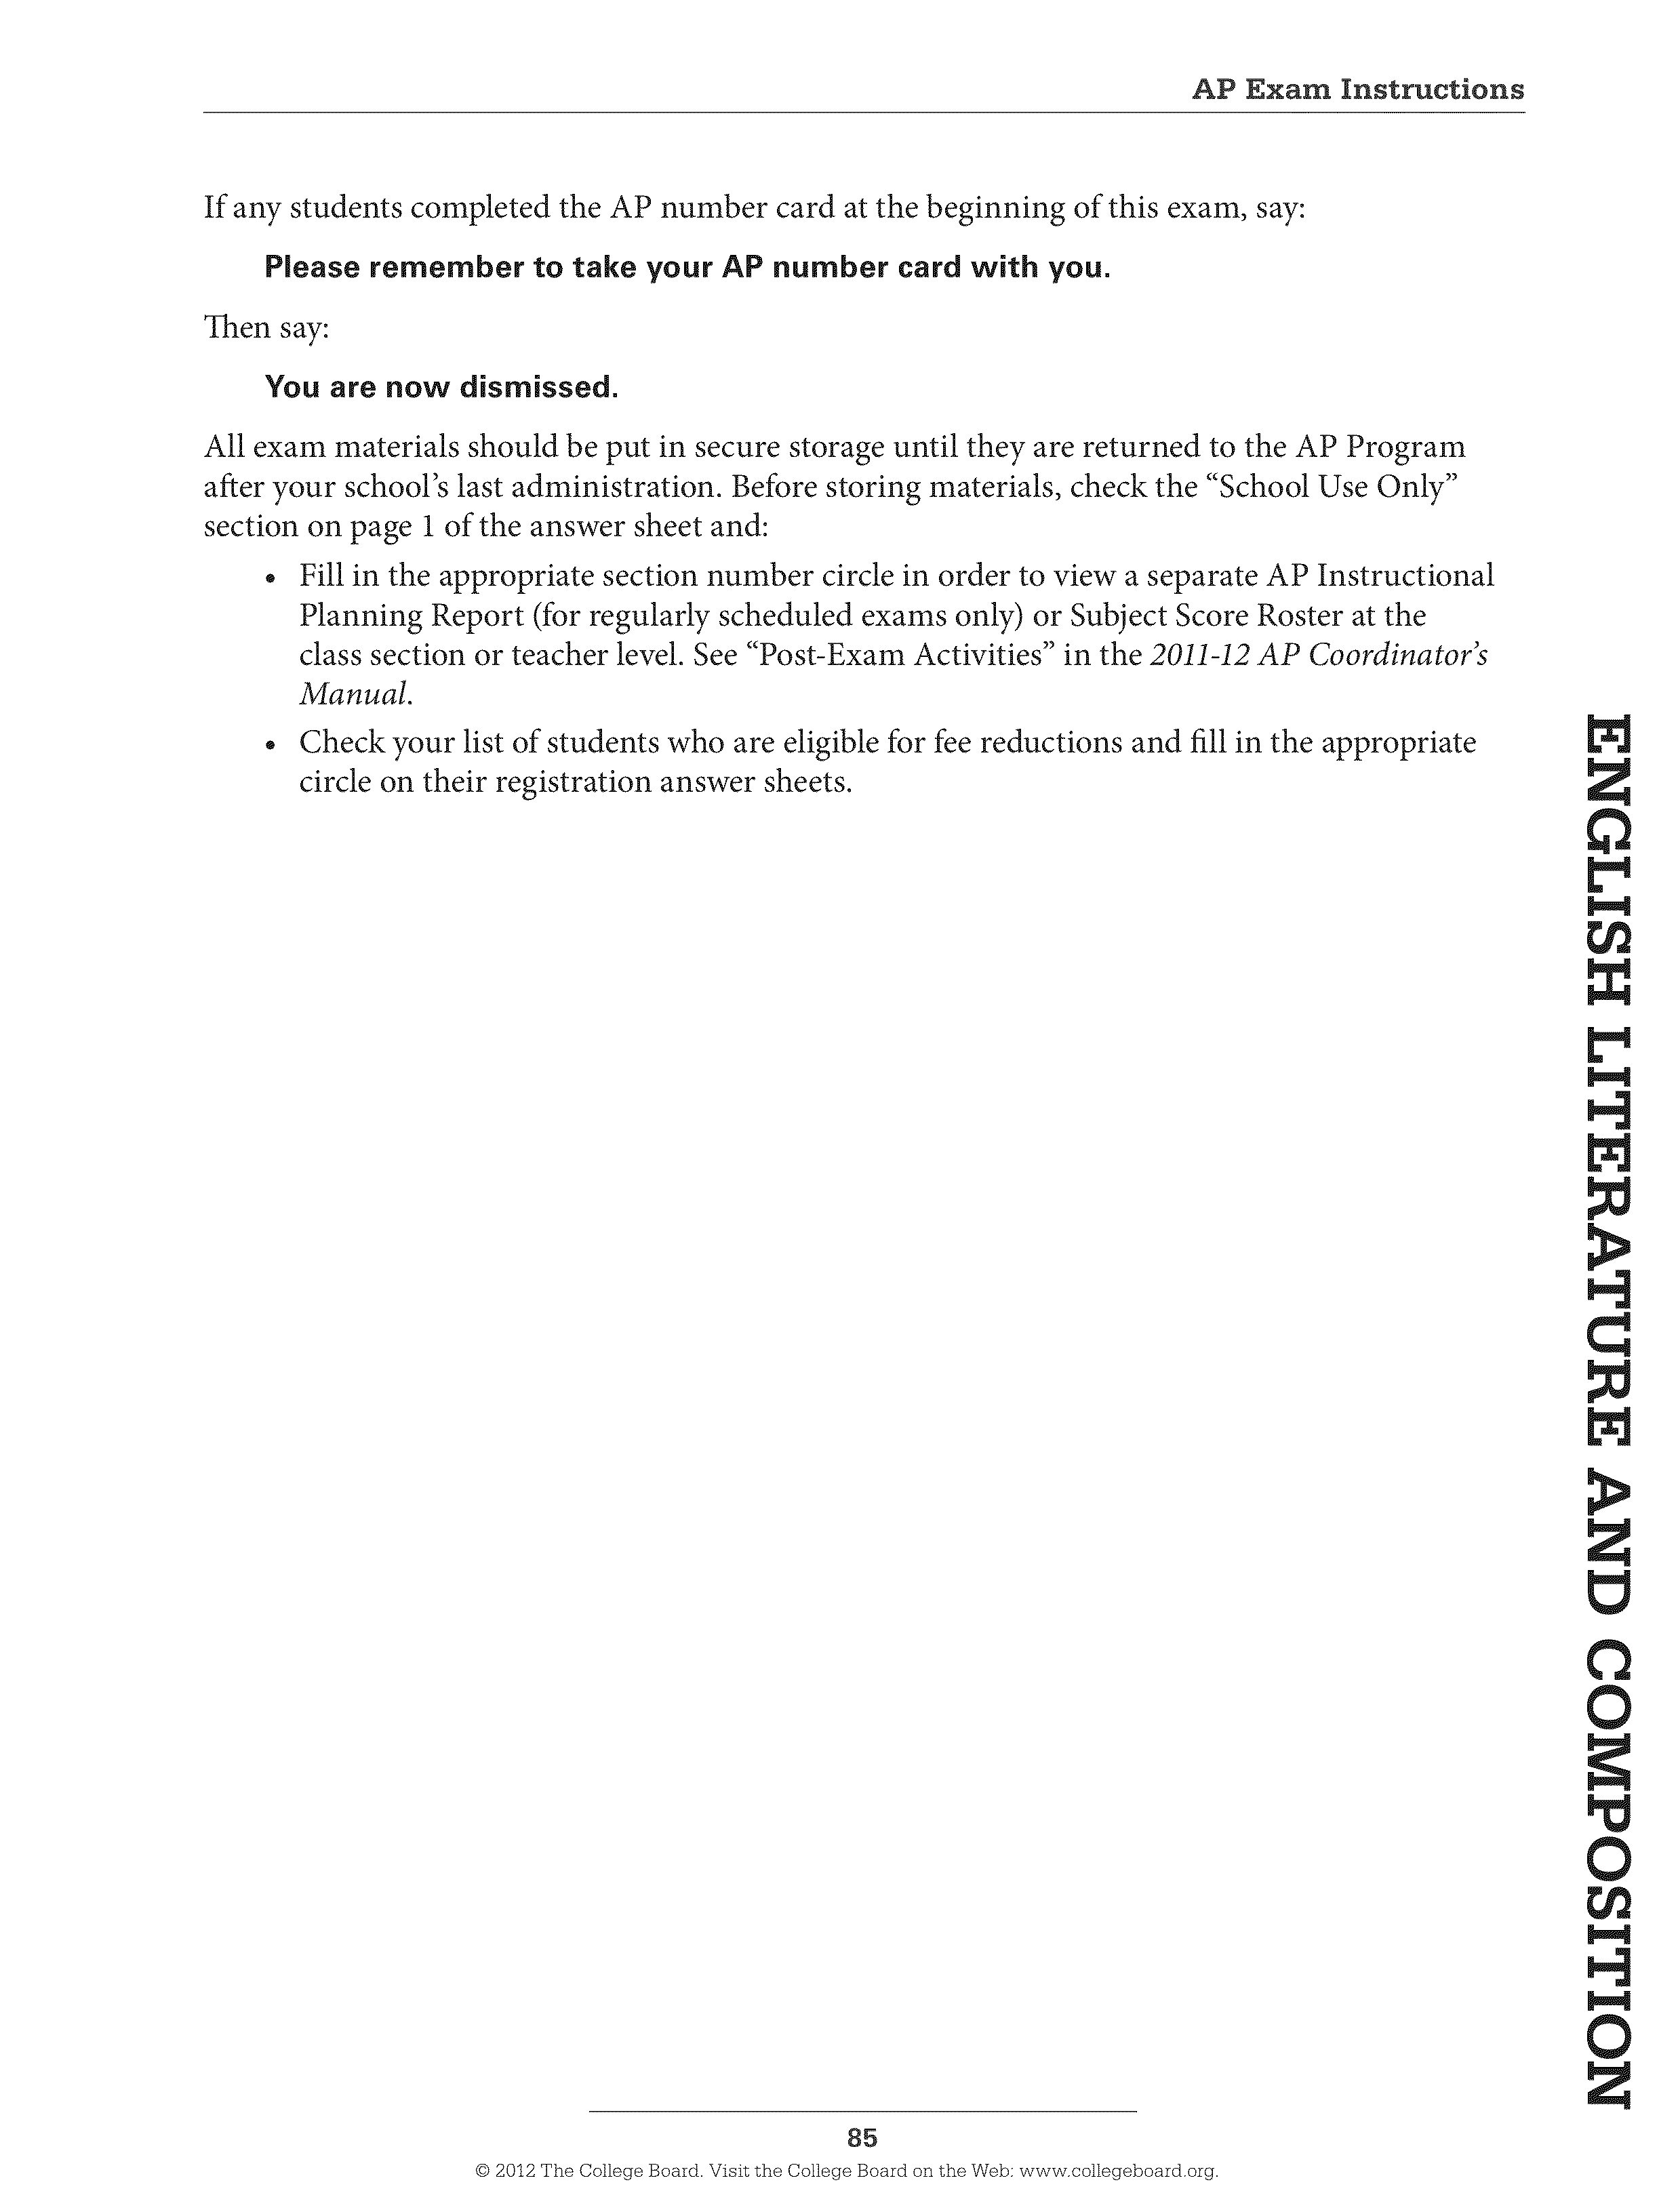 AP Exam Instructions
If any students completed the AP number card at the beginning of this exam, say:
Please remember to take your AP number card with you.
Then say:
You are now dismissed.
All exam materials should be put in secure storage until they are returned to the AP Program
after your school’s last administration. Before storing materials, check the “School Use Only”
section on page 1 of the answer sheet and:
• Fill in the appropriate section number circle in order to view a separate AP Instructional
Planning Report (for regularly scheduled exams only) or Subject Score Roster at the
class section or teacher level. See “Post-Exam Activities” in the 2011-12 AP Coordinator’s
Manual.
• Check your list of students who are eligible for fee reductions and fill in the appropriate
circle on their registration answer sheets.
ENGLISH LITERATURE AND COMPOSITION
85
© 2012 The College Board. Visit the College Board on the Web: www.collegeboard.org.